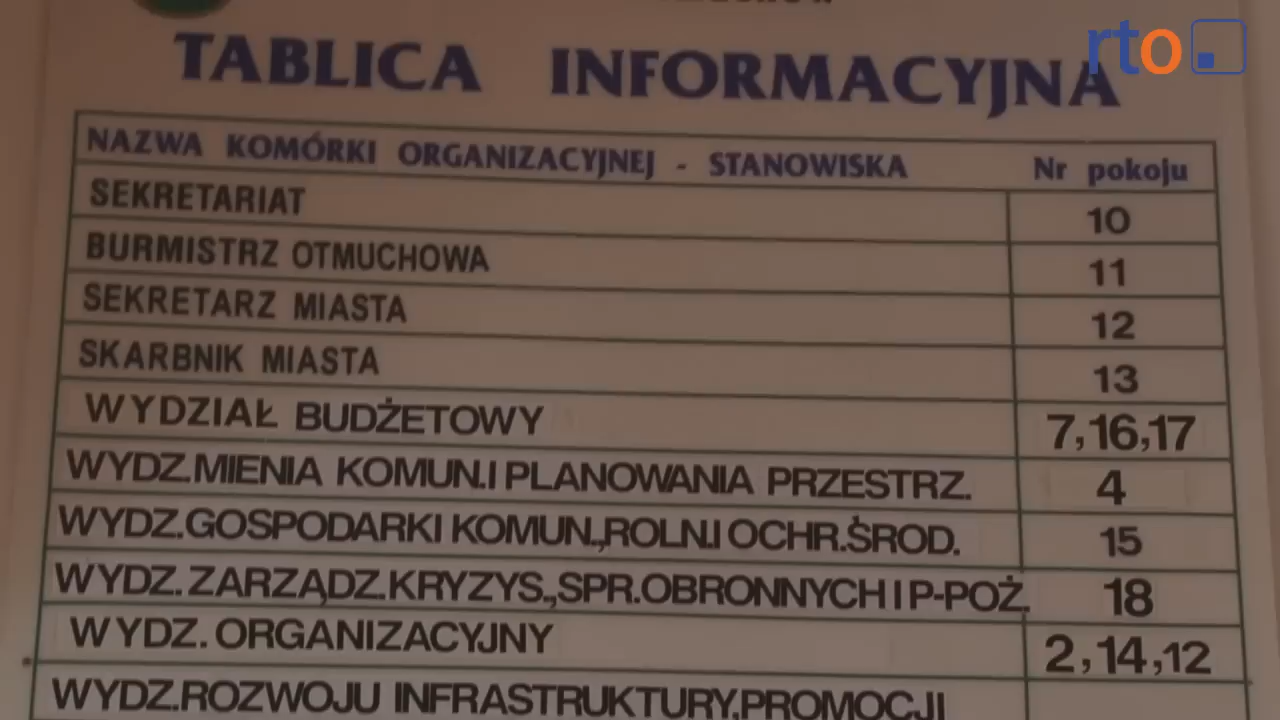 rto
TABLICA INFORMACYJNA
NAZWA KOMÓRKI ORGANIZACYJNEJ - STANOWISKA Nr pokoju
SEKRETARIAT 10
BURMISTRZ OTMUCHOWA 11
SEKRETARZ MIASTA 12
SKARBNIK MIASTA 13
WYDZIAŁ BUDŻETOWY 7,16,17
WYDZ.MIENIA KOMUN.I PLANOWANIA PRZESTRZ. 4
WYDZ.GOSPODARKI KOMUN.,ROLN.I OCHR.ŚROD. 15
WYDZ. ZARZĄDZ.KRYZYS.,SPR.OBRONNYCH I P-POŻ. 18
WYDZ. ORGANIZACYJNY 2,14,12
WYDZ.ROZWOJU INFRASTRUKTURY,PROMOCJI